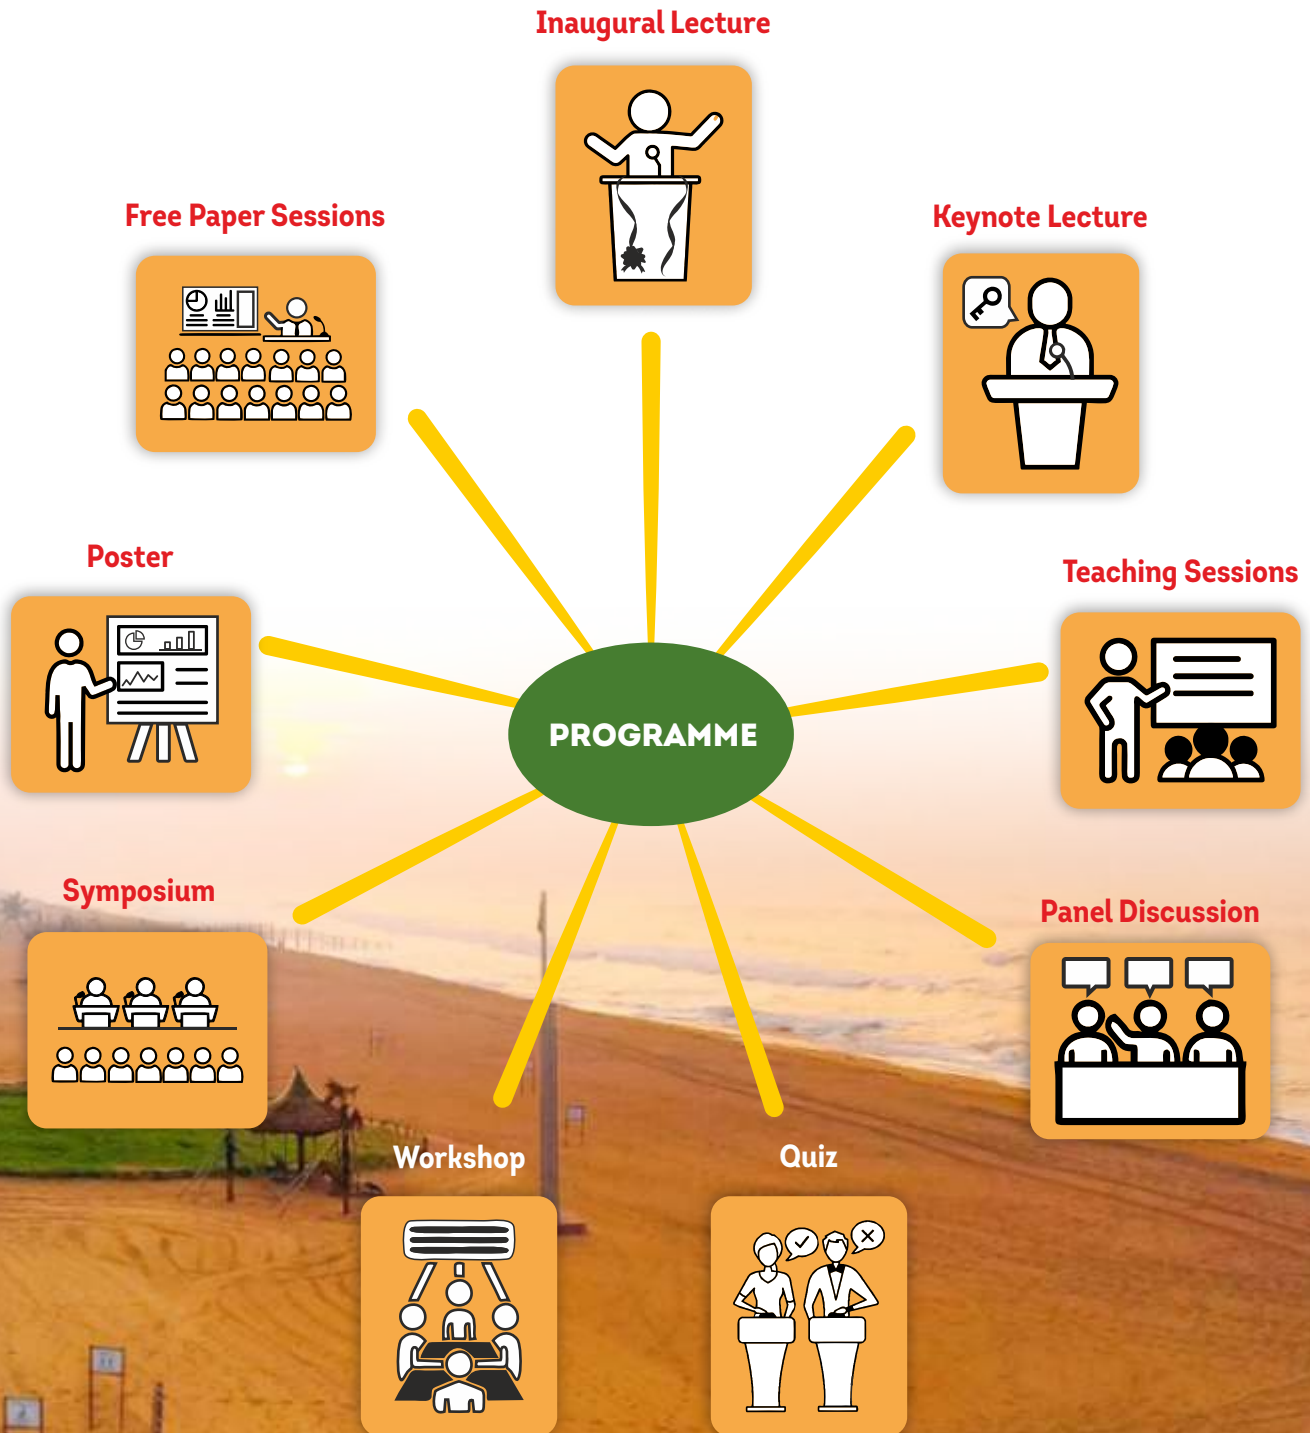 Inaugural Lecture
Free Paper Sessions
Keynote Lecture
Poster
Teaching Sessions
PROGRAMME
Symposium
Panel Discussion
Workshop
Quiz